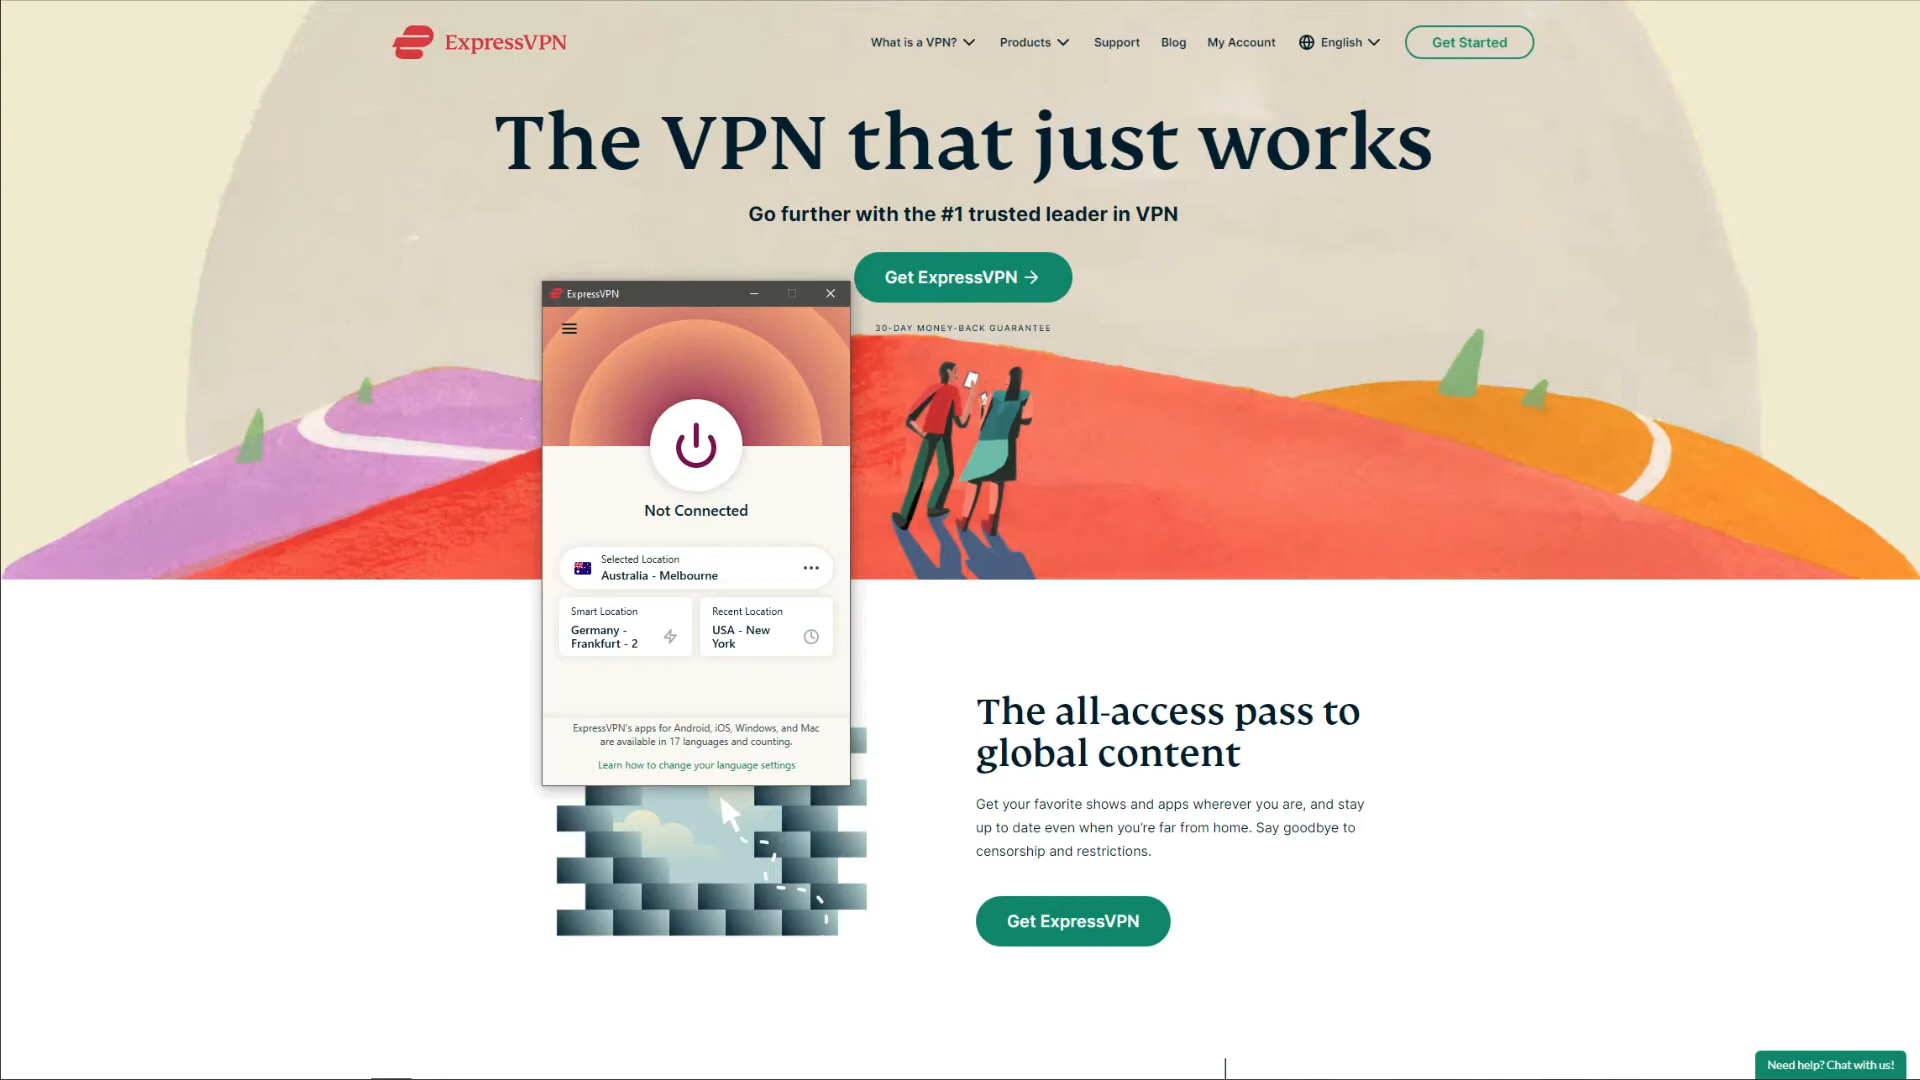 ExpressVPN
What is a VPN?
Products
Support
Blog
My Account
English
Get Started
The VPN that just works
Go further with the #1 trusted leader in VPN
Get ExpressVPN →
30-DAY MONEY-BACK GUARANTEE
ExpressVPN
Not Connected
Selected Location
Australia - Melbourne
Smart Location
Germany -
Frankfurt - 2
Recent Location
USA - New
York
ExpressVPN's apps for Android, iOS, Windows, and Mac
are available in 17 languages and counting.
Learn how to change your language settings
The all-access pass to
global content
Get your favorite shows and apps wherever you are, and stay
up to date even when you're far from home. Say goodbye to
censorship and restrictions.
Get ExpressVPN
Need help? Chat with us!